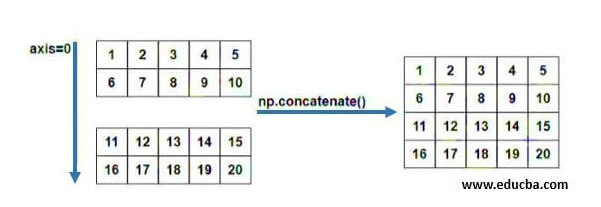 axis=0
1 2 3 4 5
6 7 8 9 10
11 12 13 14 15
16 17 18 19 20
np.concatenate()
1 2 3 4 5
6 7 8 9 10
11 12 13 14 15
16 17 18 19 20
www.educba.com